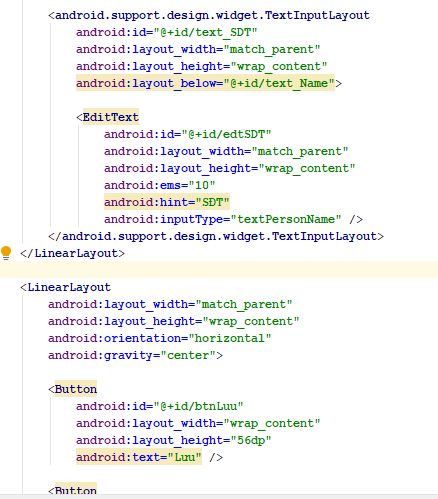 <android.support.design.widget.TextInputLayout
android:id="@+id/text_SDT"
android:layout_width="match_parent"
android:layout_height="wrap_content"
android:layout_below="@+id/text_Name">
<EditText
android:id="@+id/edtSDT"
android:layout_width="match_parent"
android:layout_height="wrap_content"
android:ems="10"
android:hint="SĐT"
android:inputType="textPersonName" />
</android.support.design.widget.TextInputLayout>
</LinearLayout>
<LinearLayout
android:layout_width="match_parent"
android:layout_height="wrap_content"
android:orientation="horizontal"
android:gravity="center">
<Button
android:id="@+id/btnLuu"
android:layout_width="wrap_content"
android:layout_height="56dp"
android:text="Lưu" />
<Button